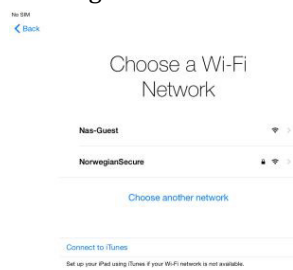 No SIM
Back
Choose a Wi-Fi
Network
Nas-Guest
NorwegianSecure
Choose another network
Connect to iTunes
Set up your iPad using iTunes if your Wi-Fi network is not available.